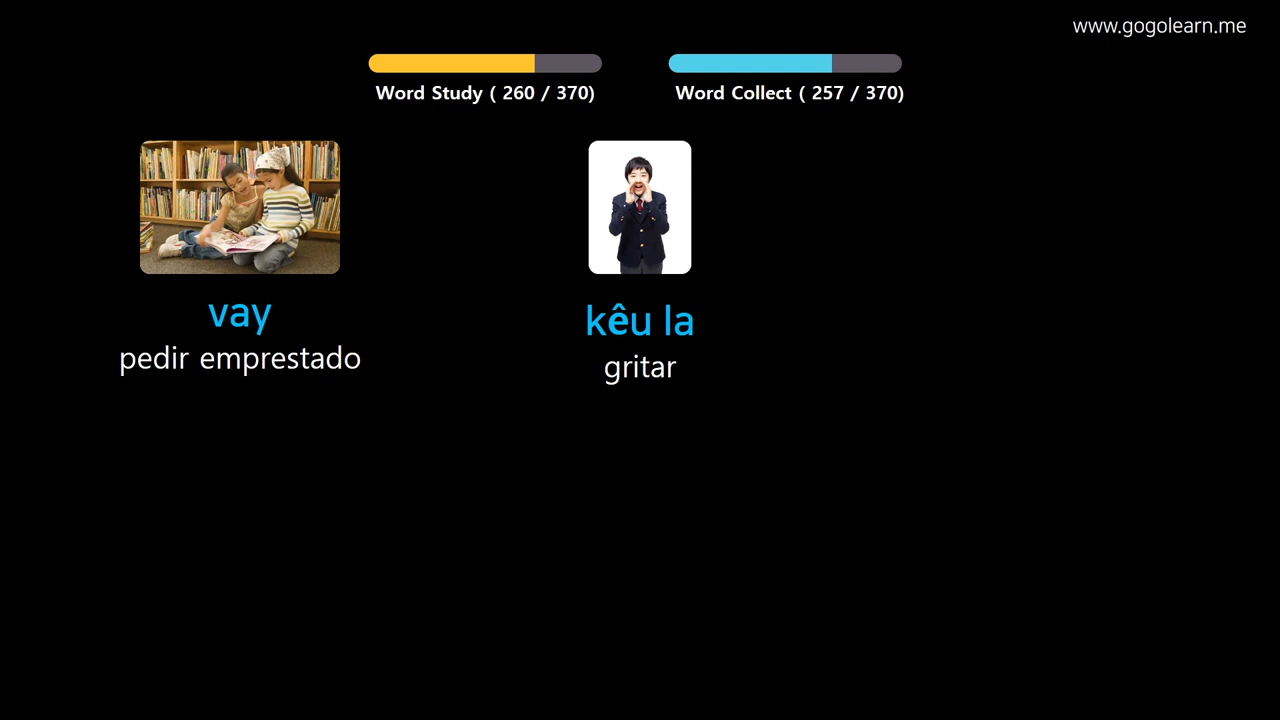 www.gogolearn.me
Word Study ( 260 / 370)
Word Collect ( 257 / 370)
vay
pedir emprestado
kêu la
gritar